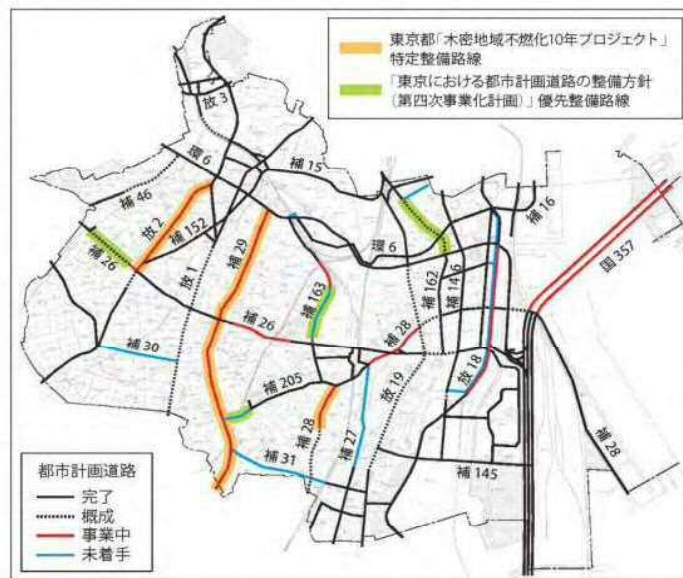 東京都「木密地域不燃化10年プロジェクト」
特定整備路線
「東京における都市計画道路の整備方針
(第四次事業化計画)」優先整備路線
放3
環6
補15
補46
補16
放2
補152
補29
環6
国357
補26
放1
補163
補162
補146
補26
補28
補30
放18
補205
放19
補28
補28
補27
補31
補145
都市計画道路
完了
概成
事業中
未着手